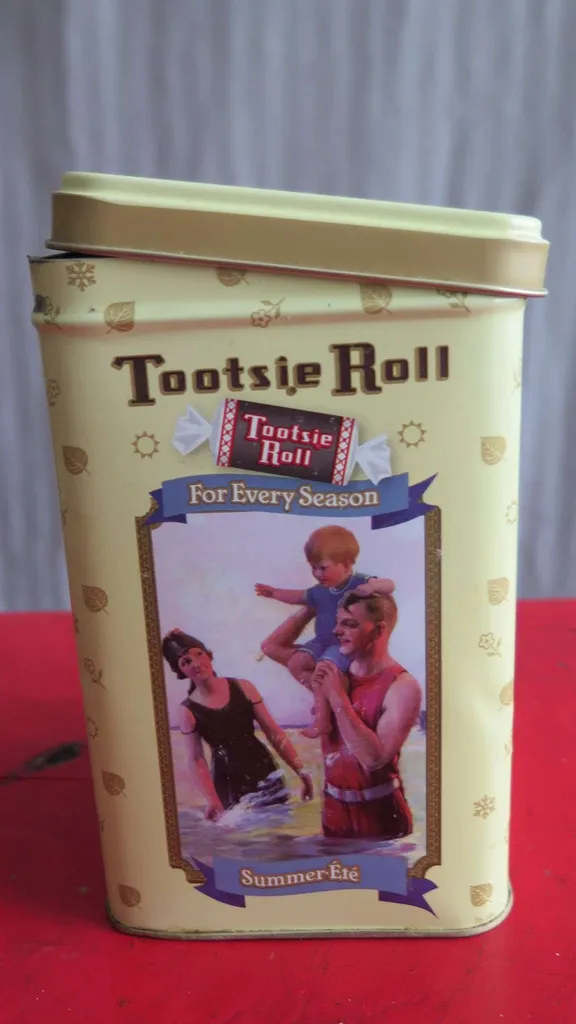 Tootsie Roll
Tootsie
Roll
For Every Season
Summer·Été